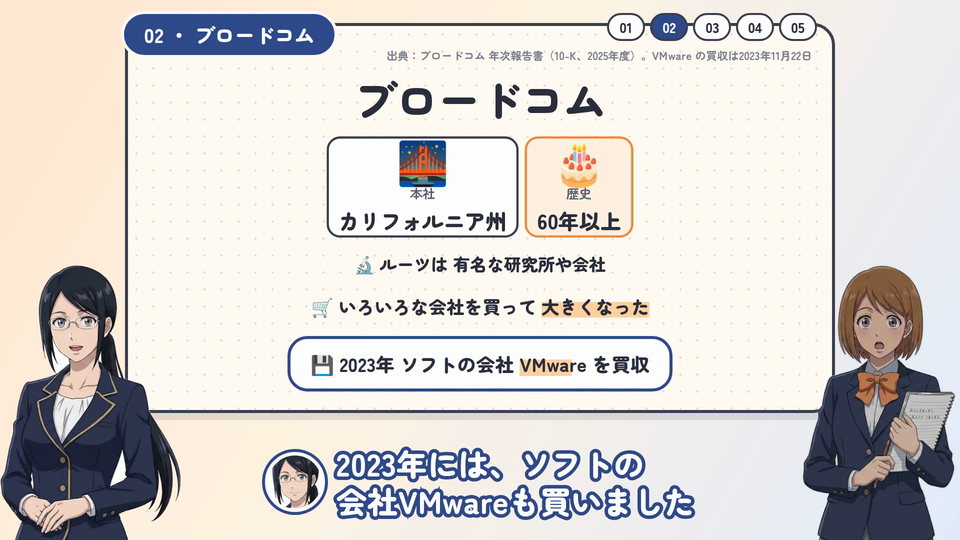 02 ・ ブロードコム
01 02 03 04 05
出典：ブロードコム 年次報告書（10-K、2025年度）。VMware の買収は2023年11月22日
ブロードコム
本社
カリフォルニア州
歴史
60年以上
ルーツは 有名な研究所や会社
いろいろな会社を買って 大きくなった
2023年 ソフトの会社 VMware を買収
2023年には、ソフトの
会社VMwareも買いました